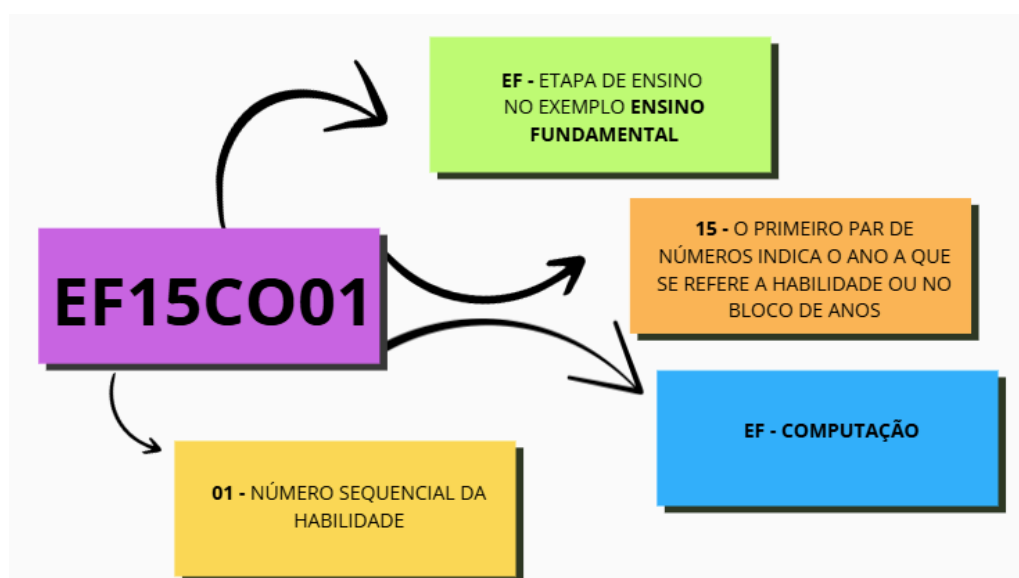 EF - ETAPA DE ENSINO
NO EXEMPLO ENSINO
FUNDAMENTAL
15 - O PRIMEIRO PAR DE
NÚMEROS INDICA O ANO A QUE
SE REFERE A HABILIDADE OU NO
BLOCO DE ANOS
EF15CO01
EF - COMPUTAÇÃO
01 - NÚMERO SEQUENCIAL DA
HABILIDADE